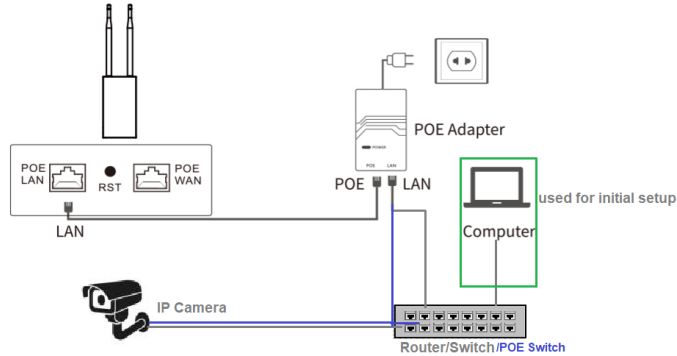 POE Adapter
POWER
POE LAN
POE LAN
POE
LAN
RST
POE
WAN
LAN
used for initial setup
Computer
IP Camera
Router/Switch/POE Switch